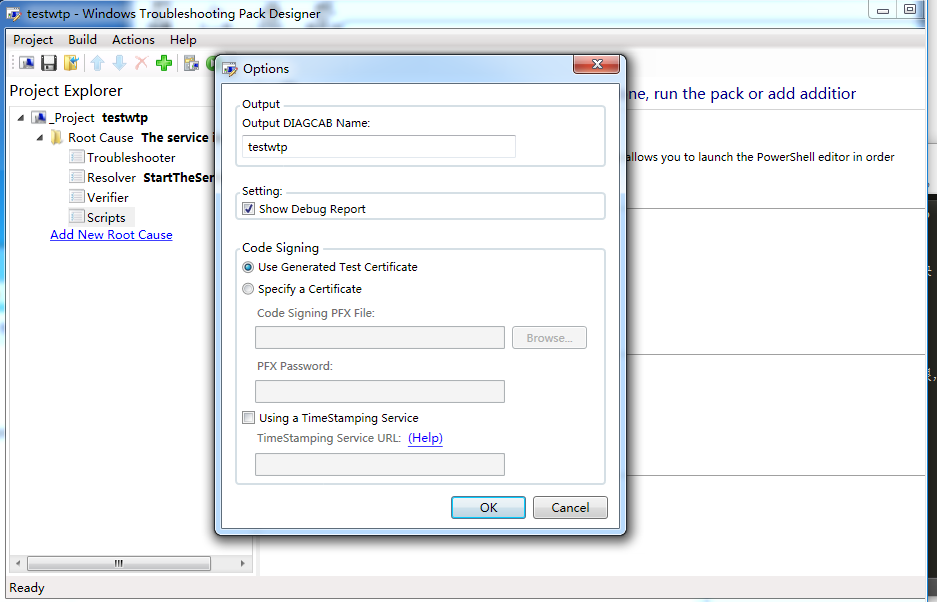 testwtp - Windows Troubleshooting Pack Designer
Project Build Actions Help
Project Explorer
_Project testwtp
Root Cause The service
Troubleshooter
Resolver StartTheSer
Verifier
Scripts
Add New Root Cause
Options
Output
Output DIAGCAB Name:
testwtp
Setting:
Show Debug Report
Code Signing
Use Generated Test Certificate
Specify a Certificate
Code Signing PFX File:
Browse...
PFX Password:
Using a TimeStamping Service
TimeStamping Service URL: (Help)
OK Cancel
ne, run the pack or add additior
allows you to launch the PowerShell editor in order
Ready